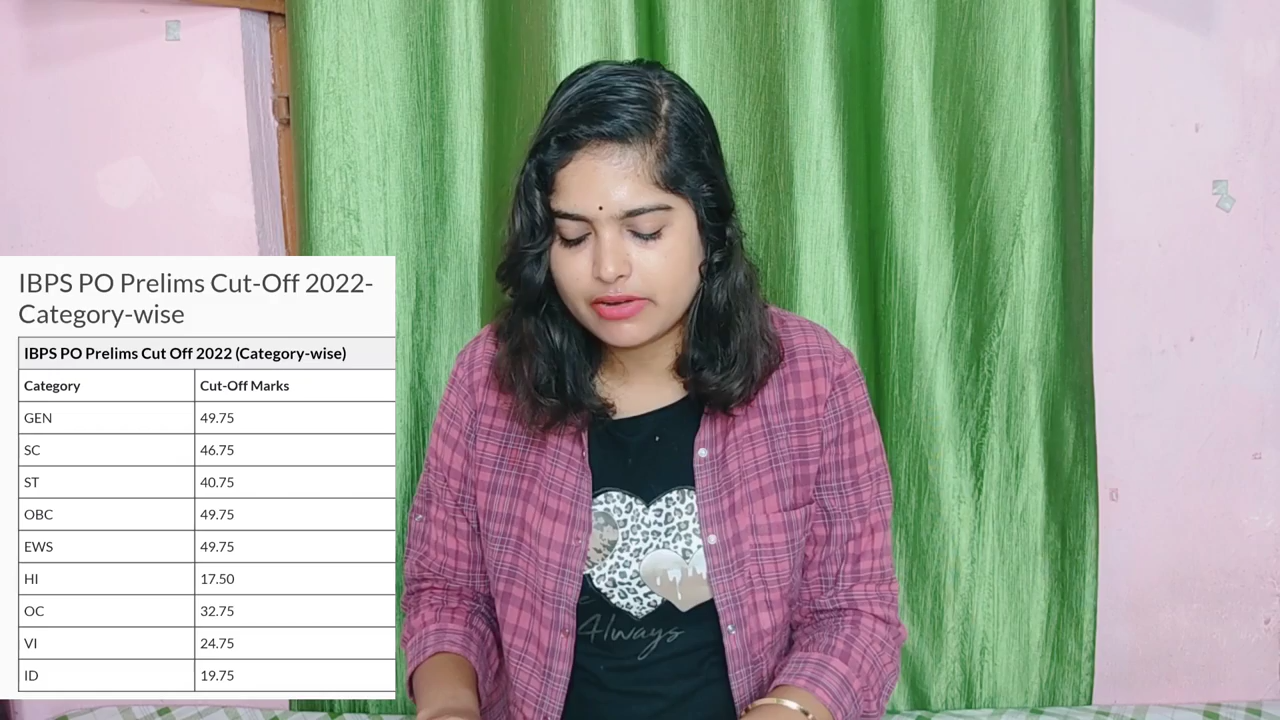 IBPS PO Prelims Cut-Off 2022-
Category-wise
IBPS PO Prelims Cut Off 2022 (Category-wise)
Category Cut-Off Marks
GEN 49.75
SC 46.75
ST 40.75
OBC 49.75
EWS 49.75
HI 17.50
OC 32.75
VI 24.75
ID 19.75
Always